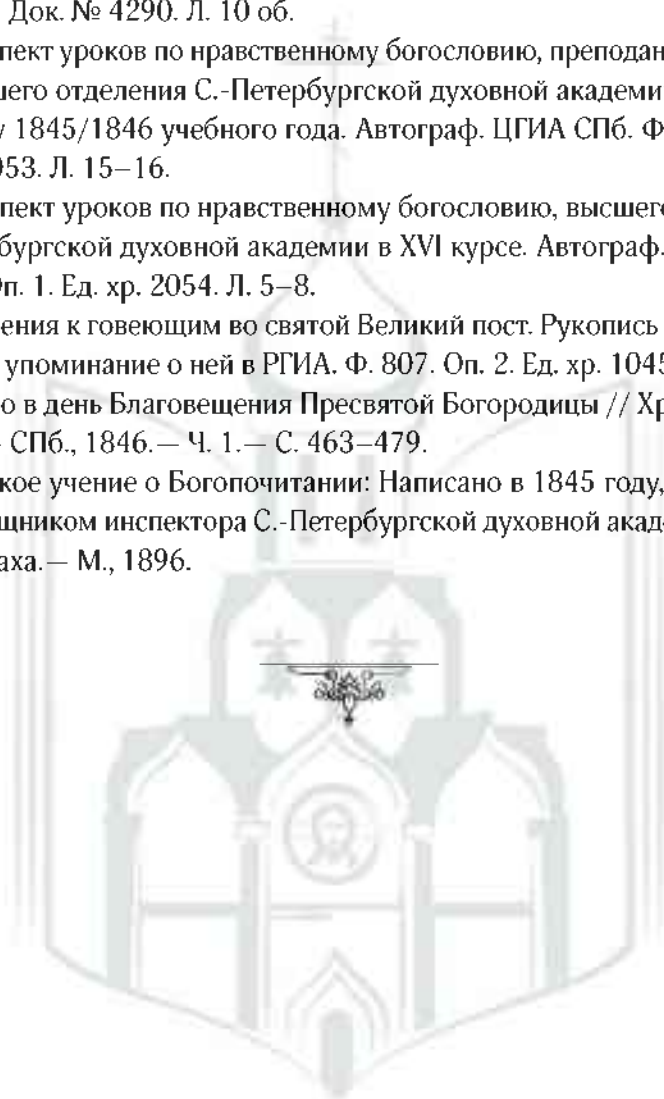 Док. № 4290. Л. 10 об.
пект уроков по нравственному богословию, преподан
шего отделения С.-Петербургской духовной академи
у 1845/1846 учебного года. Автограф. ЦГИА СПб. Ф
053. Л. 15–16.
пект уроков по нравственному богословию, высшего
бургской духовной академии в XVI курсе. Автограф.
Оп. 1. Ед. хр. 2054. Л. 5–8.
ения к говеющим во святой Великий пост. Рукопись
упоминание о ней в РГИА. Ф. 807. Оп. 2. Ед. хр. 1045
о в день Благовещения Пресвятой Богородицы // Хр
СПб., 1846.— Ч. 1.— С. 463–479.
кое учение о Богопочитании: Написано в 1845 году,
щником инспектора С.-Петербургской духовной акад
аха.— М., 1896.